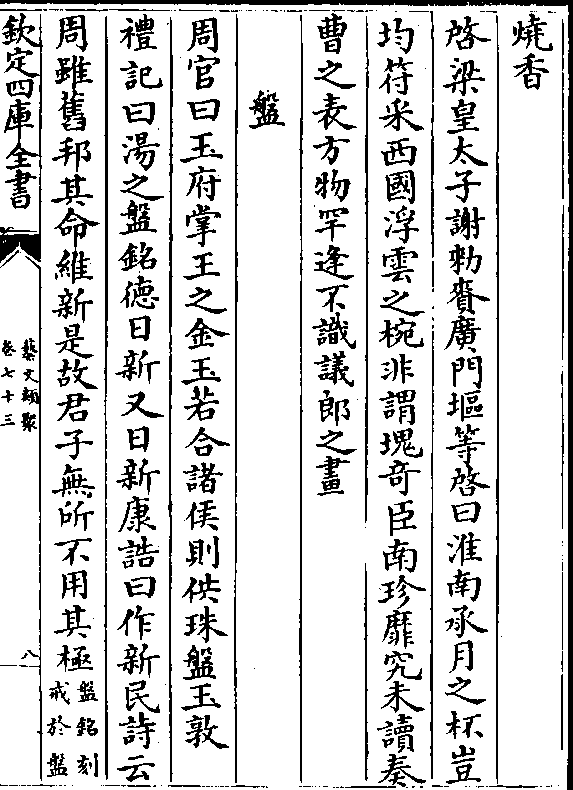 燒香
啓梁皇太子謝勑賚廣門塸等啓曰淮南承月之杯豈
均符采西國浮雲之椀非謂瑰奇臣南珍靡究未讀奏
曹之表方物罕逢不識議郎之畫
盤
周官曰玉府掌王之金玉若合諸侯則供珠盤玉敦
禮記曰湯之盤銘德日新又日新康誥曰作新民詩云
周雖舊邦其命維新是故君子無所不用其極盤銘刻
戒於盤
欽定四庫全書
藝文類聚
卷七十三
八